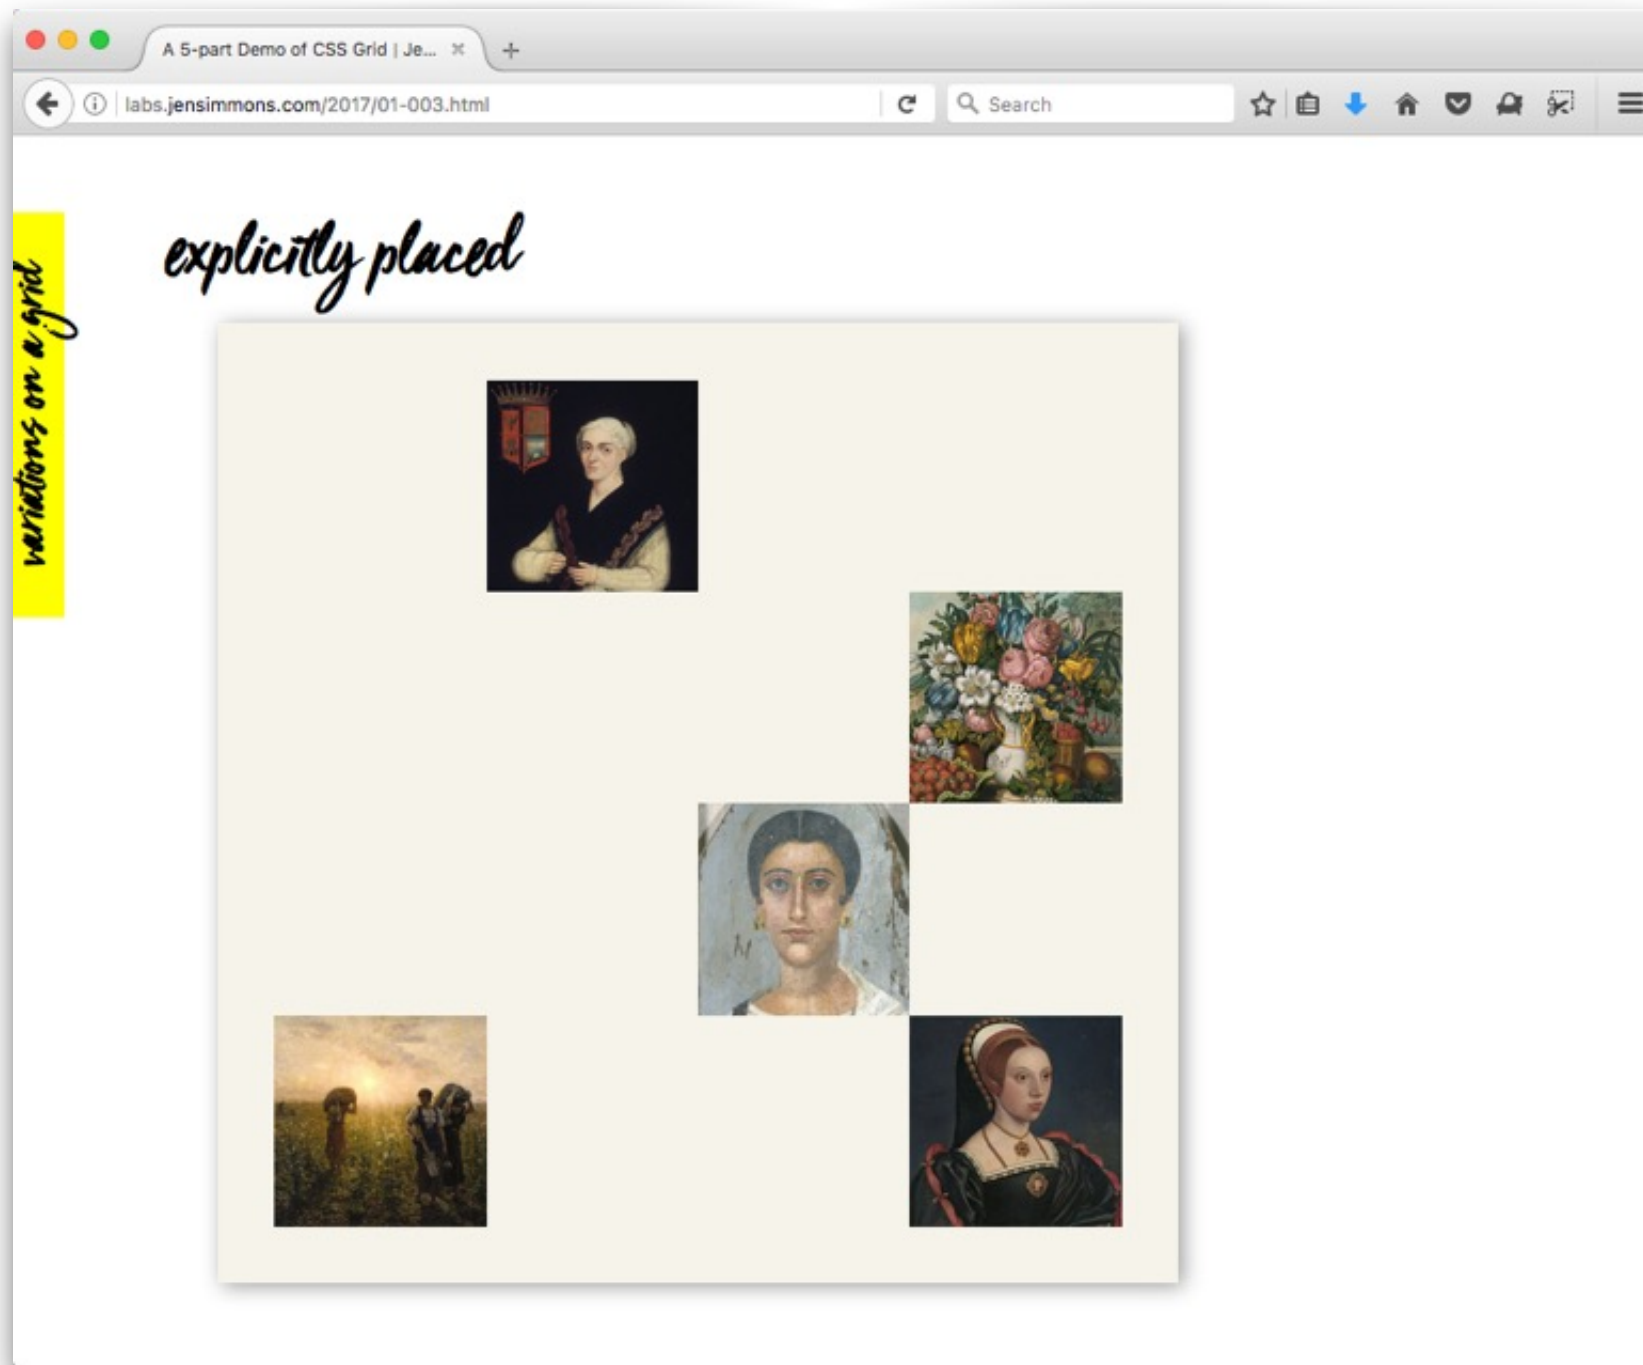 A 5-part Demo of CSS Grid | Je...
labs.jensimmons.com/2017/01-003.html
Search
variations on a grid
explicitly placed